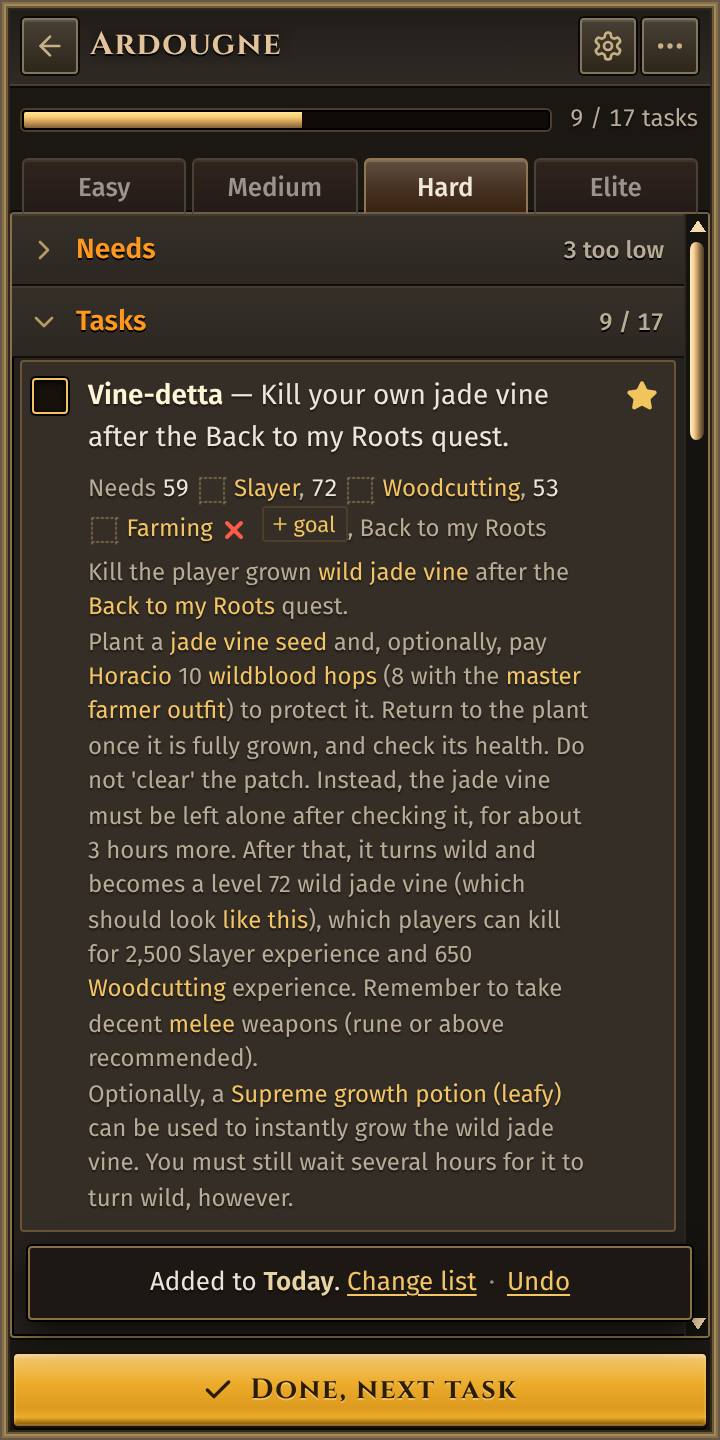 Ardougne
9 / 17 tasks
Easy Medium Hard Elite
Needs 3 too low
Tasks 9 / 17
Vine-detta — Kill your own jade vine
after the Back to my Roots quest.
Needs 59 Slayer, 72 Woodcutting, 53
Farming ❌ + goal, Back to my Roots
Kill the player grown wild jade vine after the
Back to my Roots quest.
Plant a jade vine seed and, optionally, pay
Horacio 10 wildblood hops (8 with the master
farmer outfit) to protect it. Return to the plant
once it is fully grown, and check its health. Do
not 'clear' the patch. Instead, the jade vine
must be left alone after checking it, for about
3 hours more. After that, it turns wild and
becomes a level 72 wild jade vine (which
should look like this), which players can kill
for 2,500 Slayer experience and 650
Woodcutting experience. Remember to take
decent melee weapons (rune or above
recommended).
Optionally, a Supreme growth potion (leafy)
can be used to instantly grow the wild jade
vine. You must still wait several hours for it to
turn wild, however.
Added to Today. Change list · Undo
Done, next task